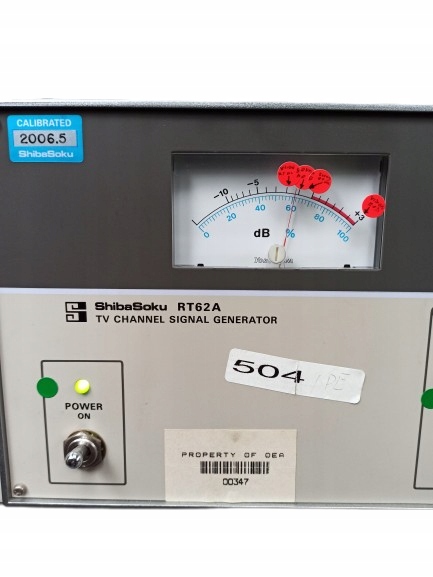 CALIBRATED
2006.5
ShibaSoku
-10
-5
+3
0
20
40
60
80
100
dB
%
ShibaSoku RT62A
TV CHANNEL SIGNAL GENERATOR
504
POWER
ON
PROPERTY OF OEA
00347